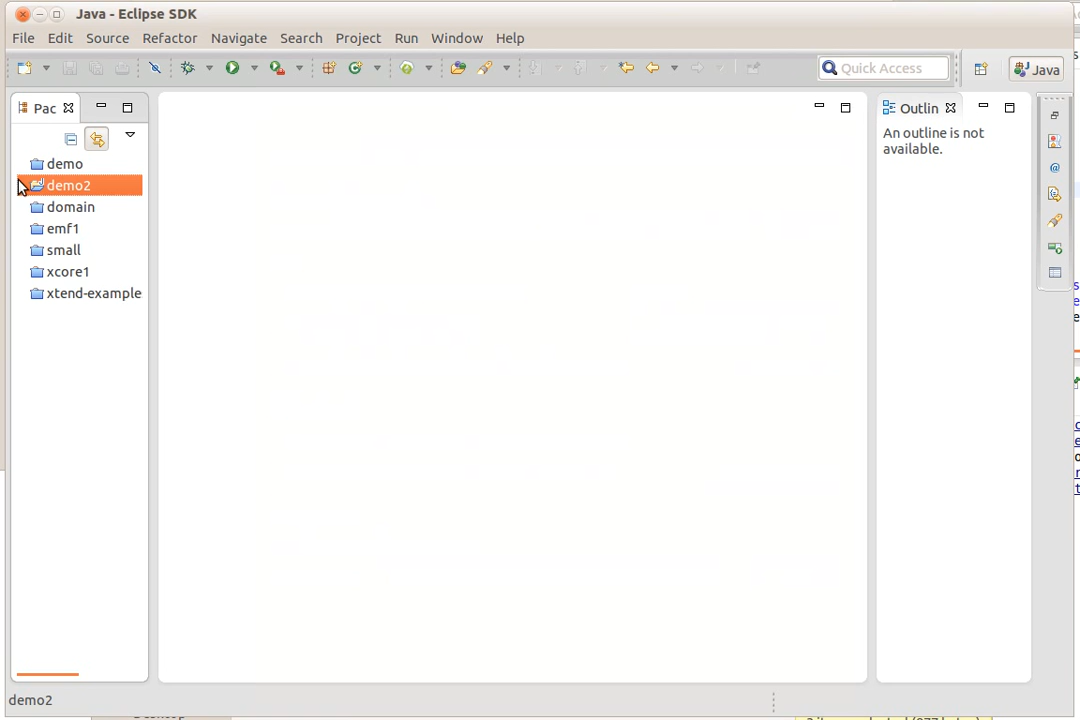 Java - Eclipse SDK
File Edit Source Refactor Navigate Search Project Run Window Help
Quick Access
Java
Pac
Outlin
An outline is not
available.
demo
demo2
domain
emf1
small
xcore1
xtend-example
demo2